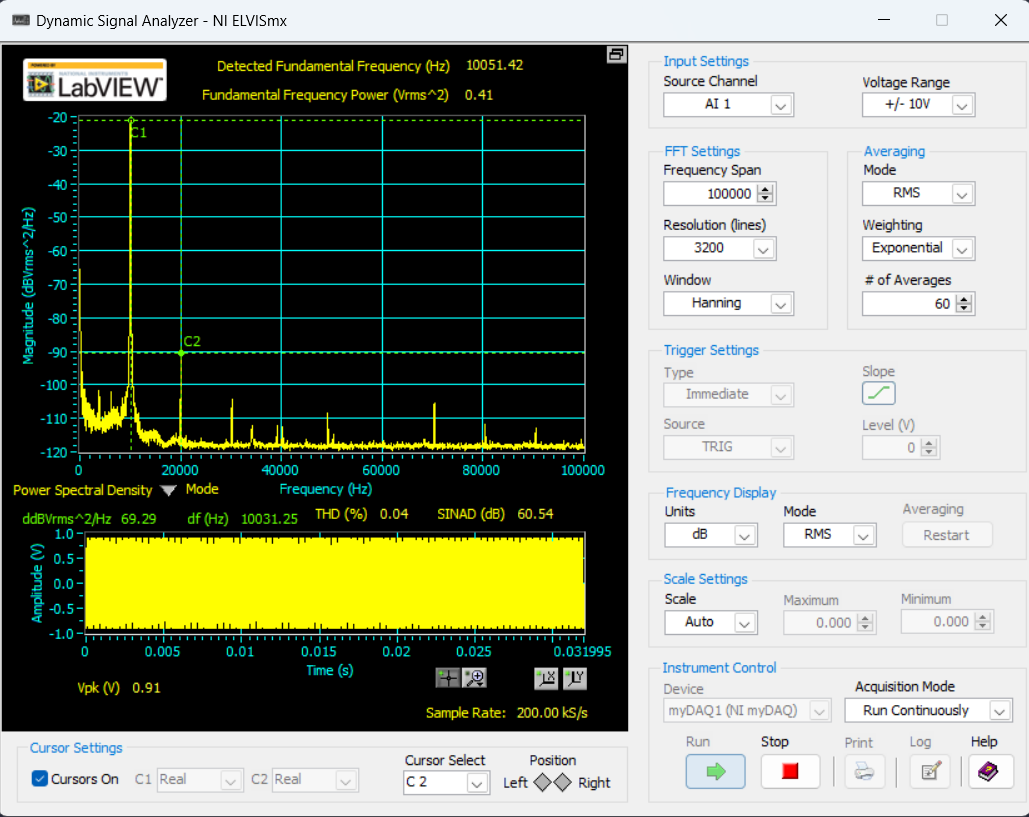 Dynamic Signal Analyzer - NI ELVISmx
POWERED BY
NATIONAL INSTRUMENTS
LabVIEW™
Detected Fundamental Frequency (Hz) 10051.42
Fundamental Frequency Power (Vrms^2) 0.41
Magnitude (dBVrms^2/Hz)
-20
-30
-40
-50
-60
-70
-80
-90
-100
-110
-120
C1
C2
0 20000 40000 60000 80000 100000
Power Spectral Density Mode Frequency (Hz)
ddBVrms^2/Hz 69.29 df (Hz) 10031.25 THD (%) 0.04 SINAD (dB) 60.54
Amplitude (V)
1.0
0.5
0.0
-0.5
-1.0
0 0.005 0.01 0.015 0.02 0.025 0.031995
Time (s)
Vpk (V) 0.91
Sample Rate: 200.00 kS/s
Cursor Settings
Cursors On C1 Real C2 Real
Cursor Select
C 2
Position
Left Right
Input Settings
Source Channel Voltage Range
AI 1 +/- 10V
FFT Settings
Frequency Span
100000
Resolution (lines)
3200
Window
Hanning
Averaging
Mode
RMS
Weighting
Exponential
# of Averages
60
Trigger Settings
Type Slope
Immediate
Source Level (V)
TRIG 0
Frequency Display
Units Mode Averaging
dB RMS Restart
Scale Settings
Scale Maximum Minimum
Auto 0.000 0.000
Instrument Control
Device Acquisition Mode
myDAQ1 (NI myDAQ) Run Continuously
Run Stop Print Log Help